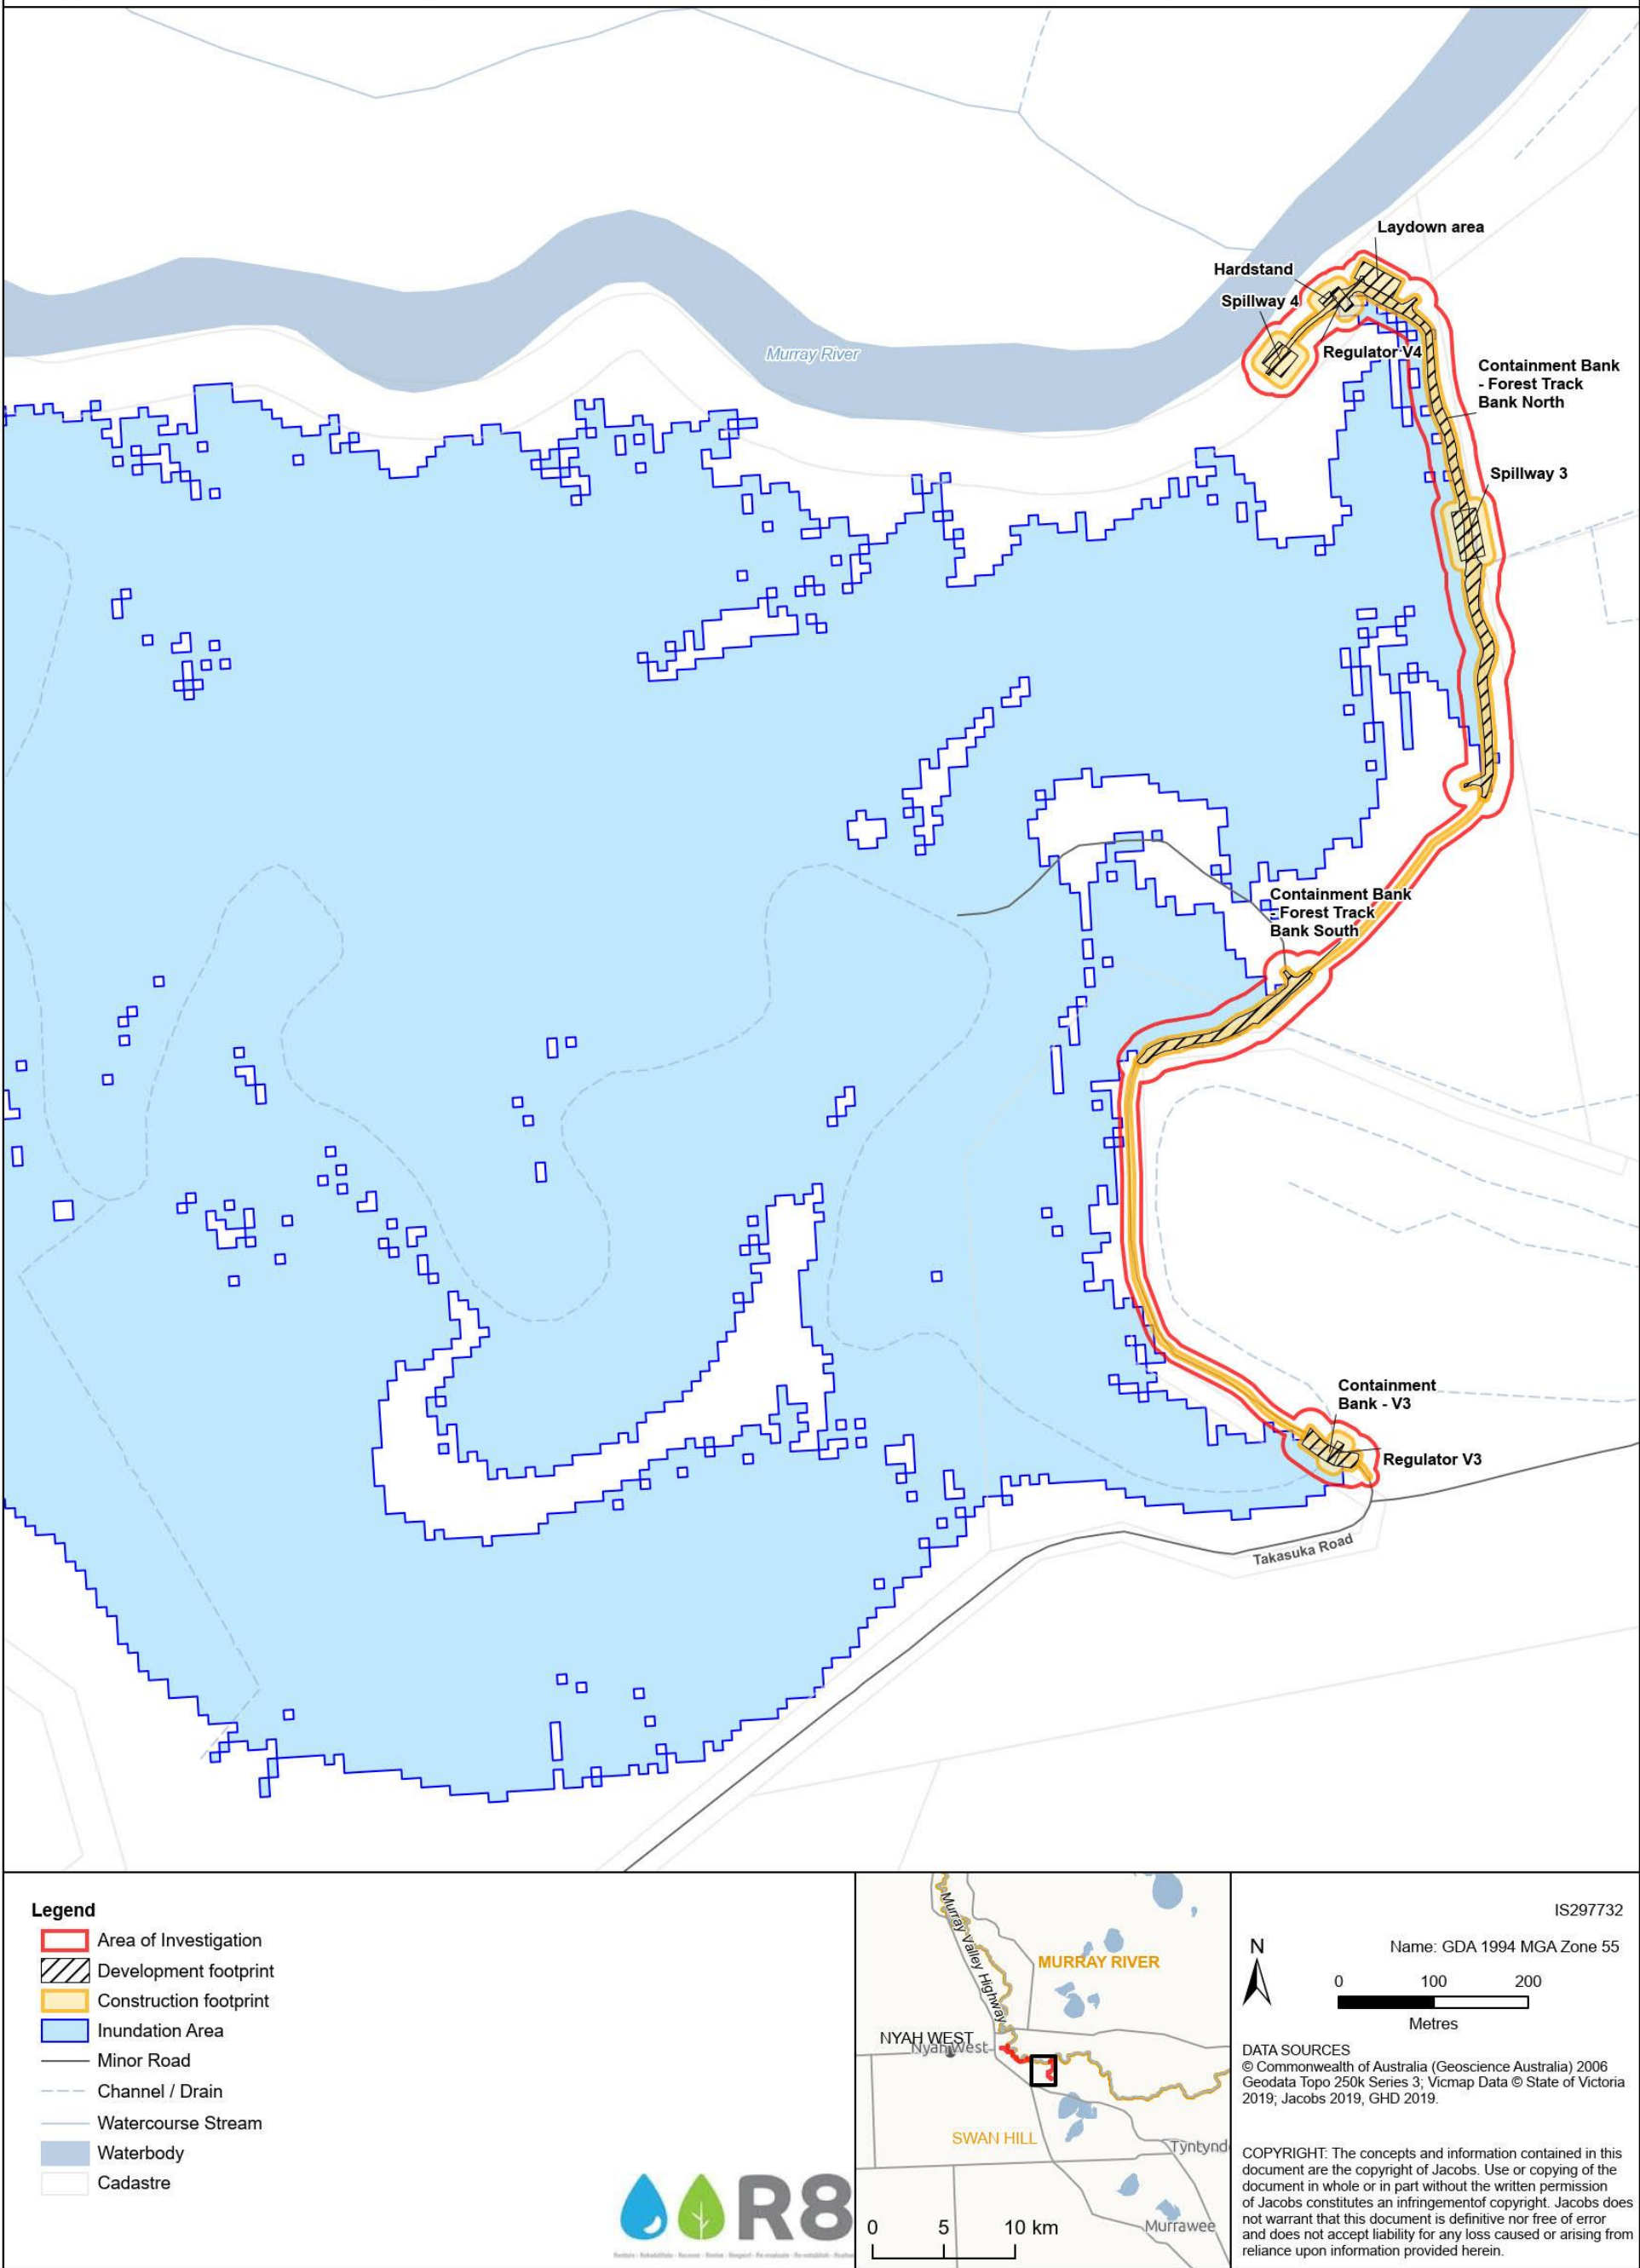 Laydown area
Hardstand
Spillway 4
Regulator V4
Murray River
Containment Bank
- Forest Track
Bank North
Spillway 3
Containment Bank
- Forest Track
Bank South
Containment
Bank - V3
Regulator V3
Takasuka Road
Legend
Area of Investigation
Development footprint
Construction footprint
Inundation Area
Minor Road
Channel / Drain
Watercourse Stream
Waterbody
Cadastre
R8
Murray Valley Highway
MURRAY RIVER
NYAH WEST
Nyah West
SWAN HILL
Tyntynd
Murrawee
0 5 10 km
IS297732
N
Name: GDA 1994 MGA Zone 55
0 100 200
Metres
DATA SOURCES
© Commonwealth of Australia (Geoscience Australia) 2006
Geodata Topo 250k Series 3; Vicmap Data © State of Victoria
2019; Jacobs 2019, GHD 2019.
COPYRIGHT: The concepts and information contained in this
document are the copyright of Jacobs. Use or copying of the
document in whole or in part without the written permission
of Jacobs constitutes an infringementof copyright. Jacobs does
not warrant that this document is definitive nor free of error
and does not accept liability for any loss caused or arising from
reliance upon information provided herein.